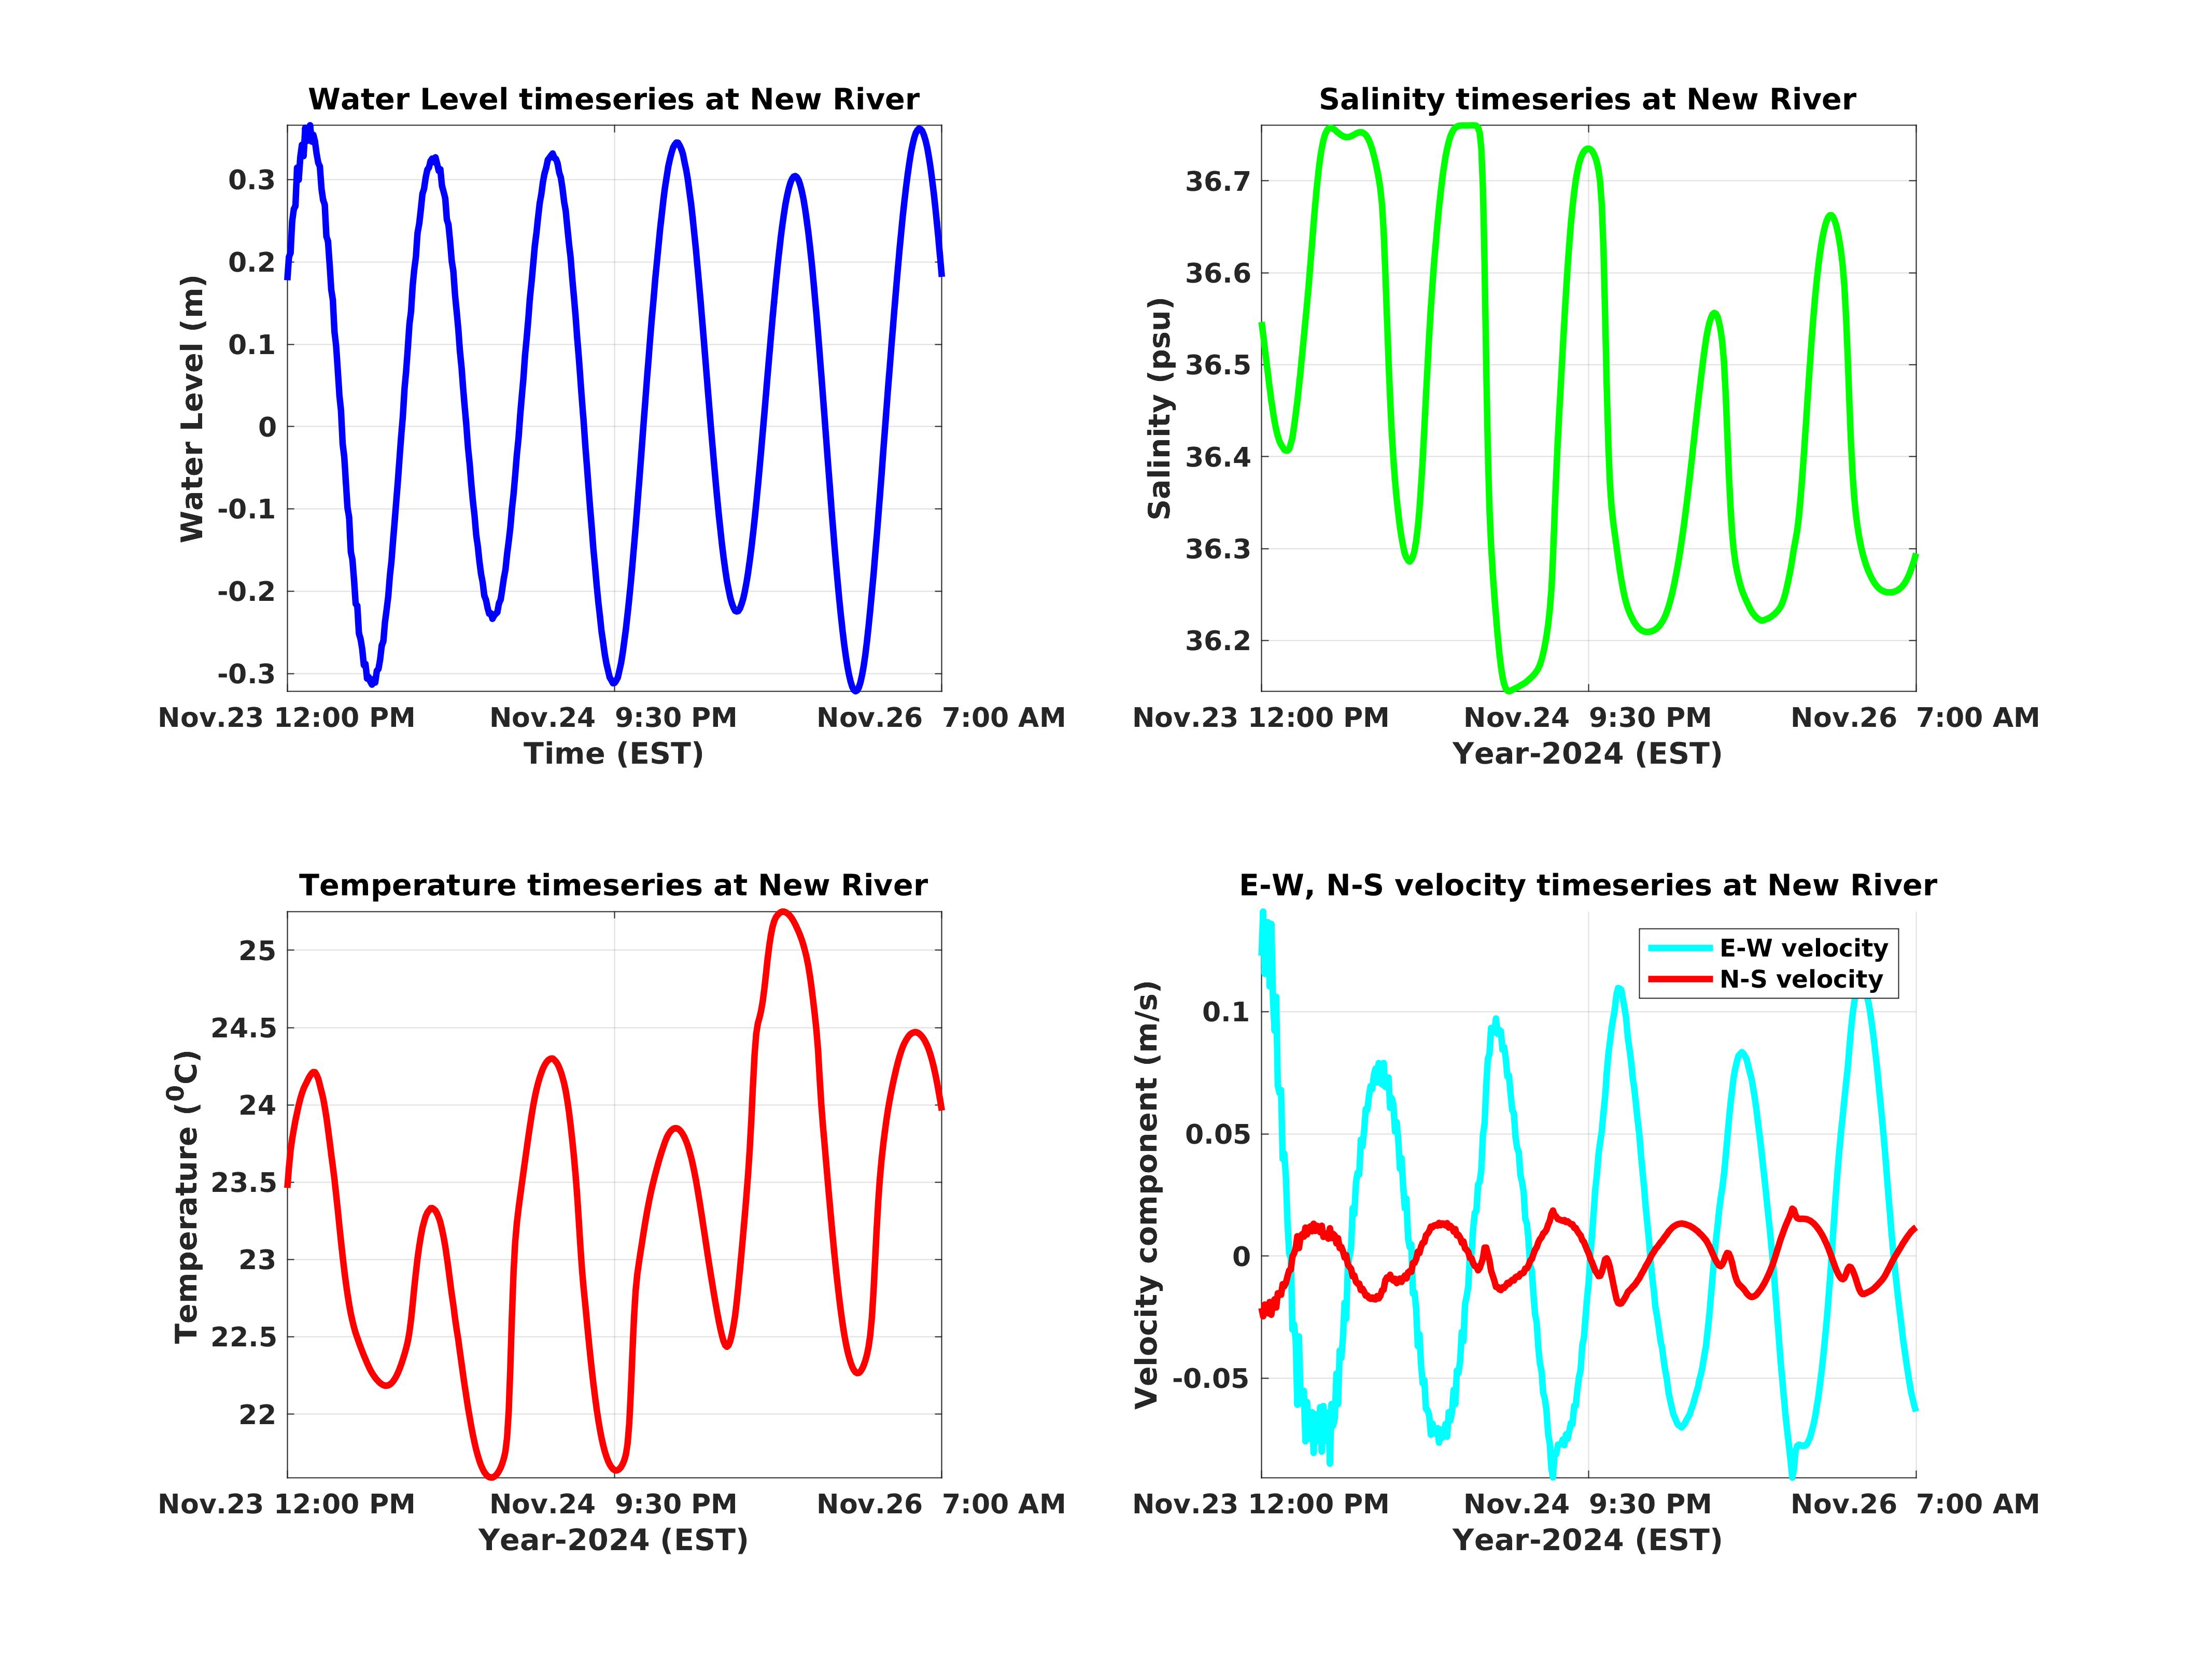 Water Level timeseries at New River
Water Level (m)
0.3
0.2
0.1
0
-0.1
-0.2
-0.3
Nov.23 12:00 PM
Nov.24 9:30 PM
Nov.26 7:00 AM
Time (EST)
Salinity timeseries at New River
Salinity (psu)
36.7
36.6
36.5
36.4
36.3
36.2
Nov.23 12:00 PM
Nov.24 9:30 PM
Nov.26 7:00 AM
Year-2024 (EST)
Temperature timeseries at New River
Temperature (⁰C)
25
24.5
24
23.5
23
22.5
22
Nov.23 12:00 PM
Nov.24 9:30 PM
Nov.26 7:00 AM
Year-2024 (EST)
E-W, N-S velocity timeseries at New River
E-W velocity
N-S velocity
Velocity component (m/s)
0.1
0.05
0
-0.05
Nov.23 12:00 PM
Nov.24 9:30 PM
Nov.26 7:00 AM
Year-2024 (EST)